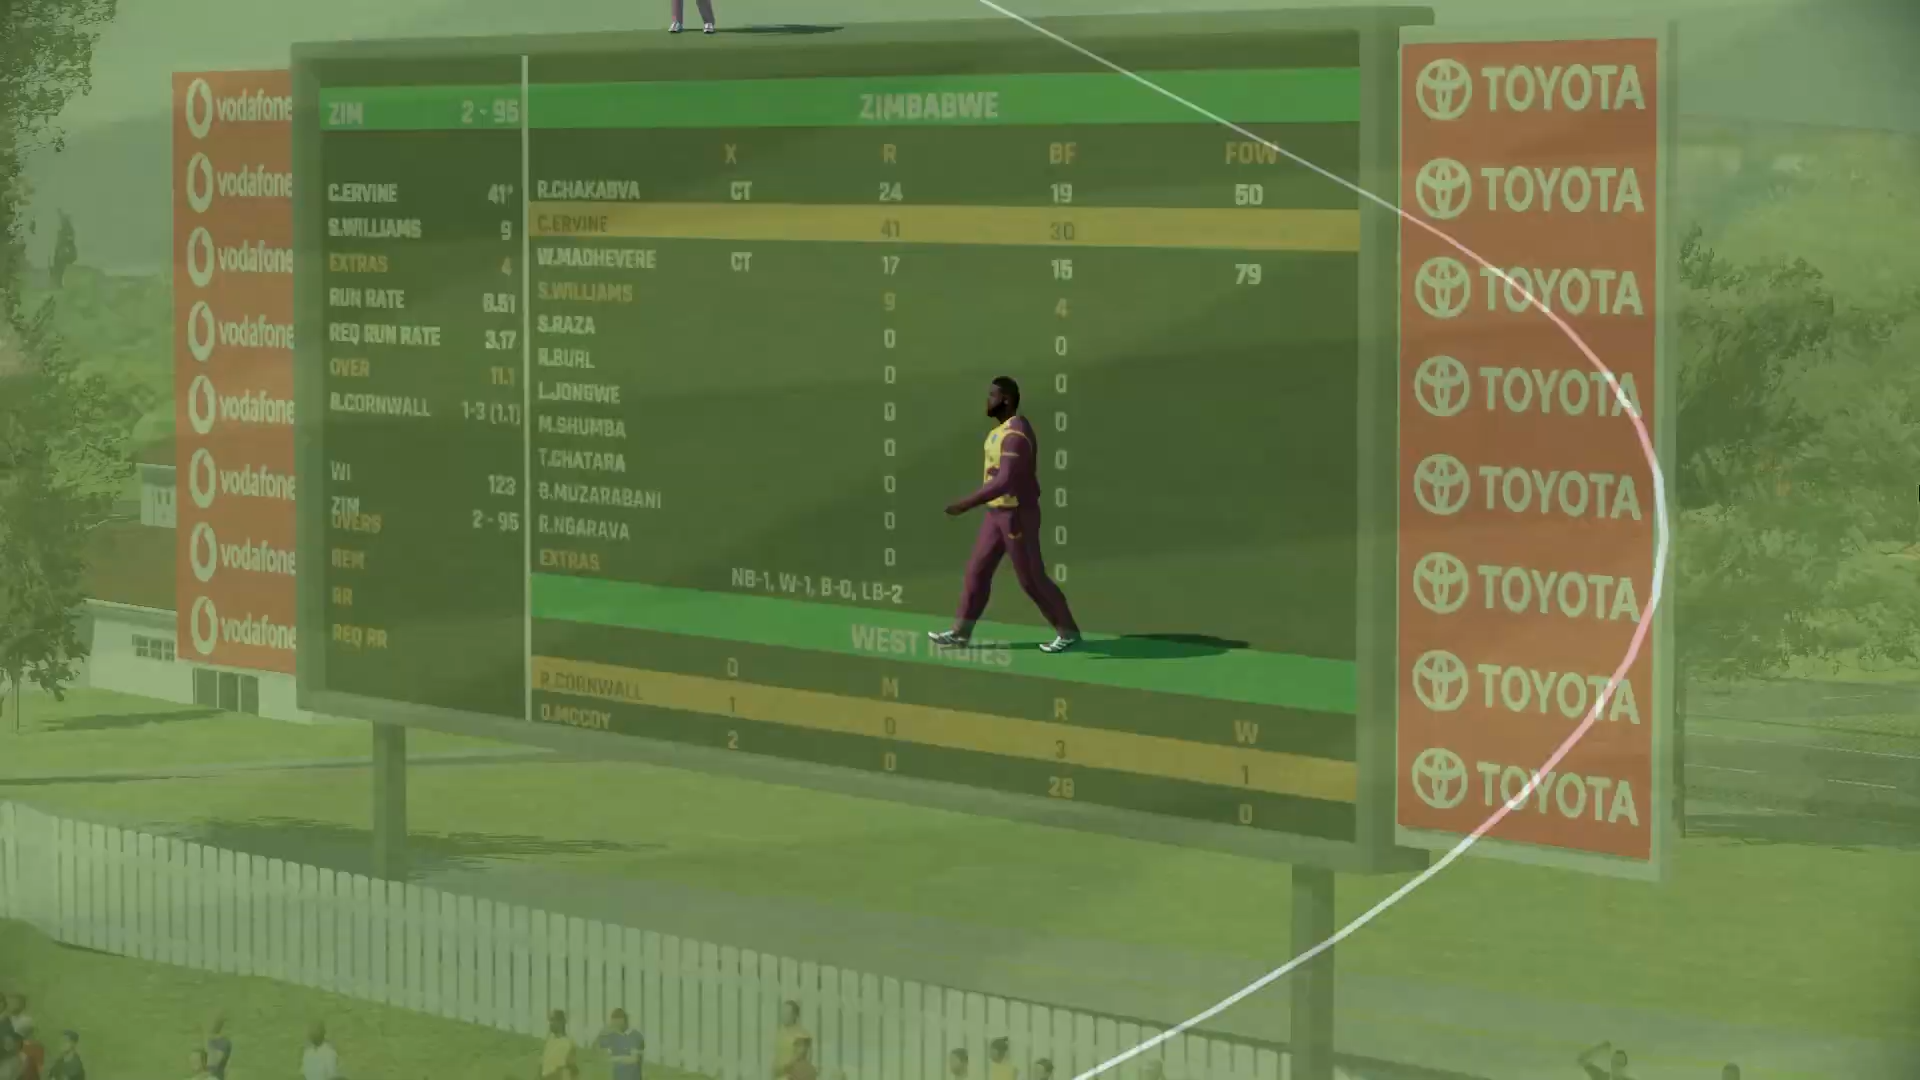 vodafone
vodafone
vodafone
vodafone
vodafone
vodafone
vodafone
vodafone
ZIM 2 - 95
C.ERVINE 41*
S.WILLIAMS 9
EXTRAS 4
RUN RATE 8.51
REQ RUN RATE 3.17
OVER 11.1
R.CORNWALL 1-3 (1.1)
WI 123
ZIM 2 - 95
OVERS
REM
RR
REQ RR
ZIMBABWE
X R BF FOW
R.CHAKABVA CT 24 19 50
C.ERVINE 41 30
W.MADHEVERE CT 17 15 79
S.WILLIAMS 9 4
S.RAZA 0 0
R.BURL 0 0
L.JONGWE 0 0
M.SHUMBA 0 0
T.CHATARA 0 0
B.MUZARABANI 0 0
R.NGARAVA 0 0
EXTRAS NB-1, W-1, B-0, LB-2
WEST INDIES
O M R W
R.CORNWALL 1 0 3 1
O.MCCOY 2 0 28 0
TOYOTA
TOYOTA
TOYOTA
TOYOTA
TOYOTA
TOYOTA
TOYOTA
TOYOTA